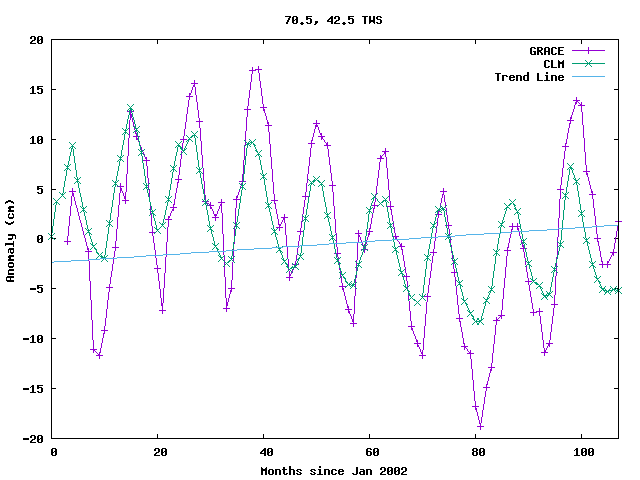 70.5, 42.5 TWS
GRACE
CLM
Trend Line
20
15
10
5
0
-5
-10
-15
-20
Anomaly (cm)
0 20 40 60 80 100
Months since Jan 2002